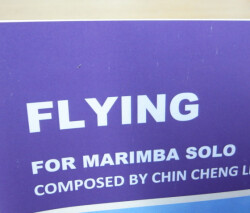 FLYING
FOR MARIMBA SOLO
COMPOSED BY CHIN CHENG